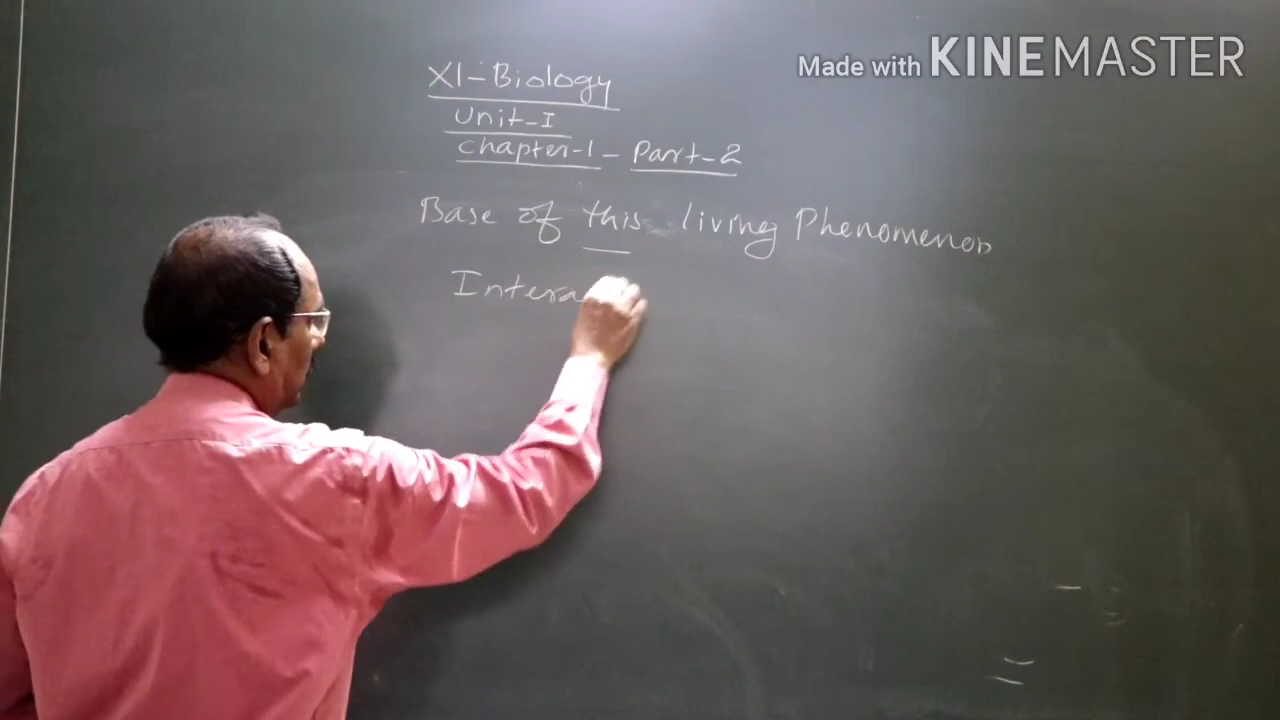 Made with KINEMASTER
XI-Biology
Unit-I
Chapter-1 - Part-2
Base of this living Phenomenon
Intera